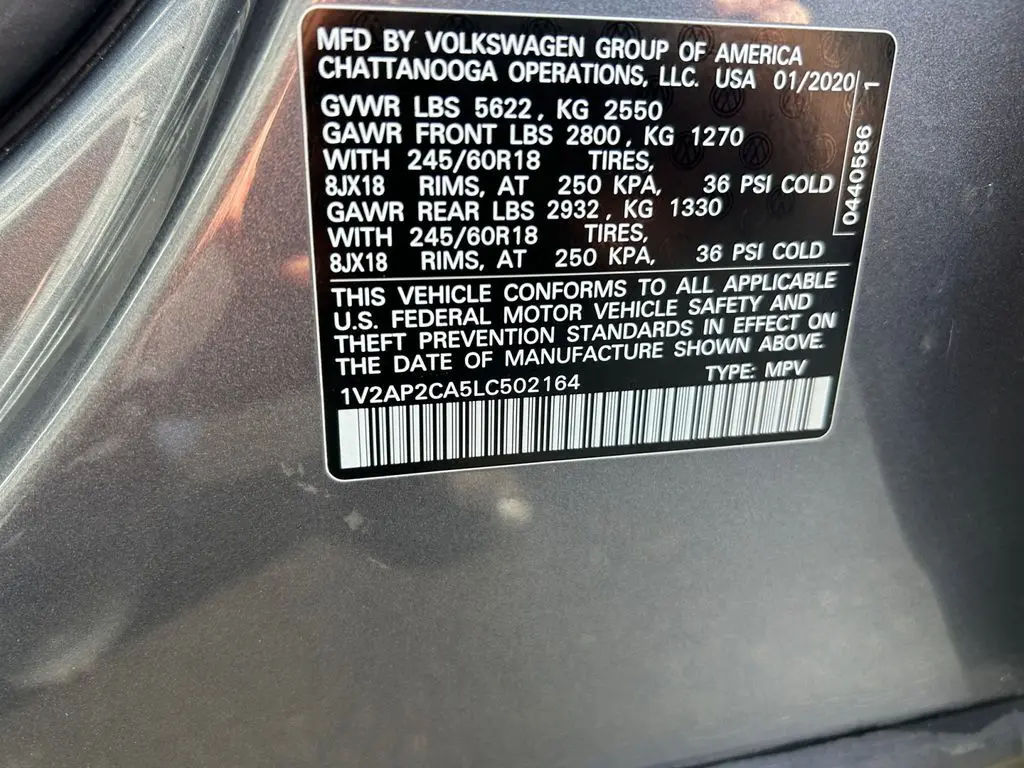 MFD BY VOLKSWAGEN GROUP OF AMERICA
CHATTANOOGA OPERATIONS, LLC. USA 01/2020
GVWR LBS 5622, KG 2550
GAWR FRONT LBS 2800, KG 1270
WITH 245/60R18 TIRES,
8JX18 RIMS, AT 250 KPA, 36 PSI COLD
GAWR REAR LBS 2932, KG 1330
WITH 245/60R18 TIRES,
8JX18 RIMS, AT 250 KPA, 36 PSI COLD
0440586 1
THIS VEHICLE CONFORMS TO ALL APPLICABLE
U.S. FEDERAL MOTOR VEHICLE SAFETY AND
THEFT PREVENTION STANDARDS IN EFFECT ON
THE DATE OF MANUFACTURE SHOWN ABOVE.
1V2AP2CA5LC502164 TYPE: MPV